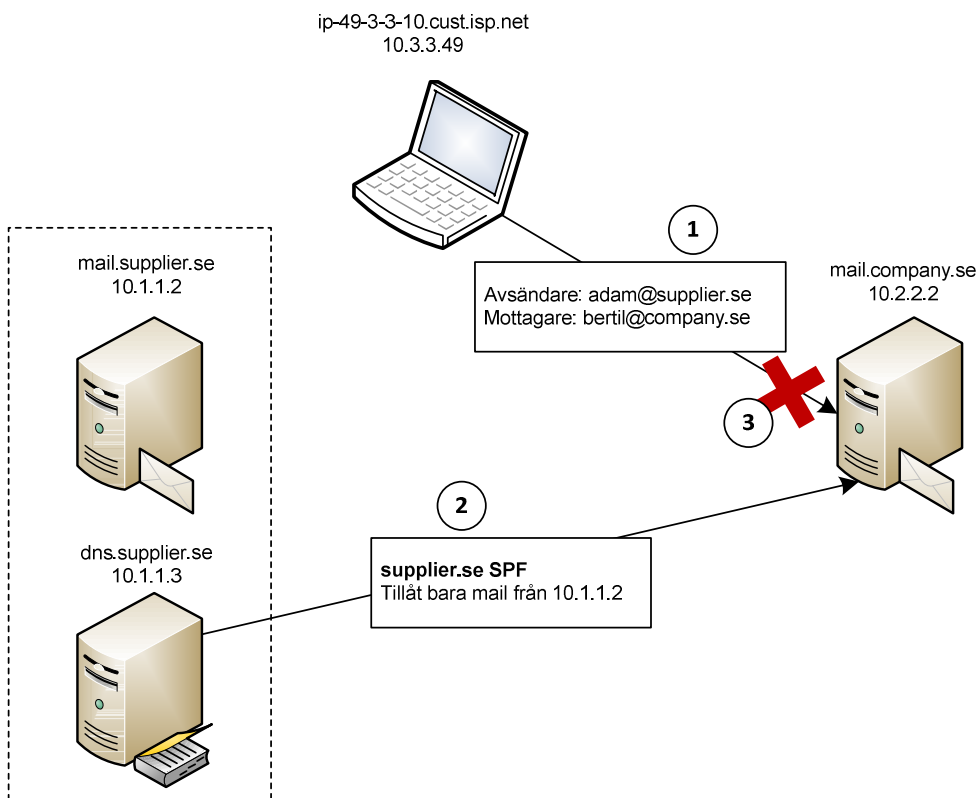 ip-49-3-3-10.cust.isp.net
10.3.3.49
1
mail.supplier.se
10.1.1.2
Avsändare: adam@supplier.se
Mottagare: bertil@company.se
mail.company.se
10.2.2.2
3
2
dns.supplier.se
10.1.1.3
supplier.se SPF
Tillåt bara mail från 10.1.1.2